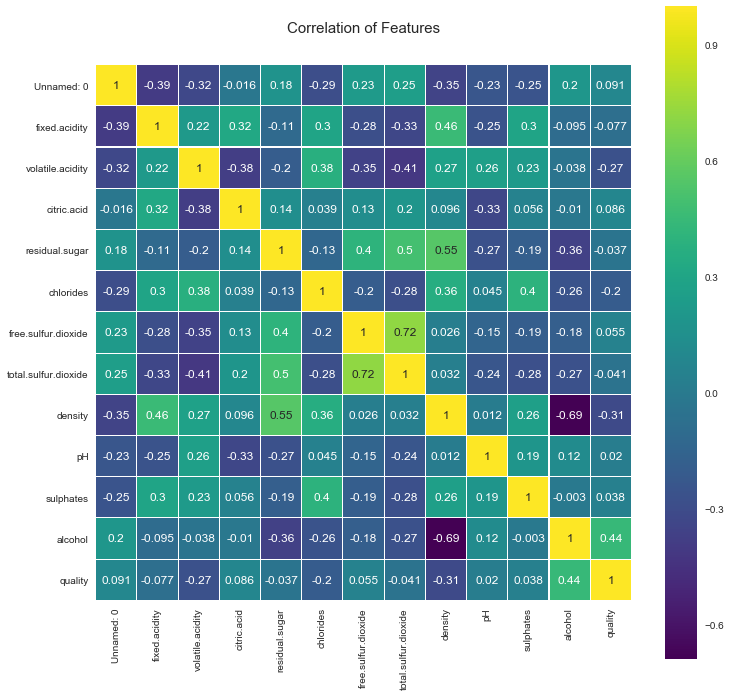 Correlation of Features
Unnamed: 0 1 -0.39 -0.32 -0.016 0.18 -0.29 0.23 0.25 -0.35 -0.23 -0.25 0.2 0.091
fixed.acidity -0.39 1 0.22 0.32 -0.11 0.3 -0.28 -0.33 0.46 -0.25 0.3 -0.095 -0.077
volatile.acidity -0.32 0.22 1 -0.38 -0.2 0.38 -0.35 -0.41 0.27 0.26 0.23 -0.038 -0.27
citric.acid -0.016 0.32 -0.38 1 0.14 0.039 0.13 0.2 0.096 -0.33 0.056 -0.01 0.086
residual.sugar 0.18 -0.11 -0.2 0.14 1 -0.13 0.4 0.5 0.55 -0.27 -0.19 -0.36 -0.037
chlorides -0.29 0.3 0.38 0.039 -0.13 1 -0.2 -0.28 0.36 0.045 0.4 -0.26 -0.2
free.sulfur.dioxide 0.23 -0.28 -0.35 0.13 0.4 -0.2 1 0.72 0.026 -0.15 -0.19 -0.18 0.055
total.sulfur.dioxide 0.25 -0.33 -0.41 0.2 0.5 -0.28 0.72 1 0.032 -0.24 -0.28 -0.27 -0.041
density -0.35 0.46 0.27 0.096 0.55 0.36 0.026 0.032 1 0.012 0.26 -0.69 -0.31
pH -0.23 -0.25 0.26 -0.33 -0.27 0.045 -0.15 -0.24 0.012 1 0.19 0.12 0.02
sulphates -0.25 0.3 0.23 0.056 -0.19 0.4 -0.19 -0.28 0.26 0.19 1 -0.003 0.038
alcohol 0.2 -0.095 -0.038 -0.01 -0.36 -0.26 -0.18 -0.27 -0.69 0.12 -0.003 1 0.44
quality 0.091 -0.077 -0.27 0.086 -0.037 -0.2 0.055 -0.041 -0.31 0.02 0.038 0.44 1
Unnamed: 0
fixed.acidity
volatile.acidity
citric.acid
residual.sugar
chlorides
free.sulfur.dioxide
total.sulfur.dioxide
density
pH
sulphates
alcohol
quality
0.9
0.6
0.3
0.0
−0.3
−0.6